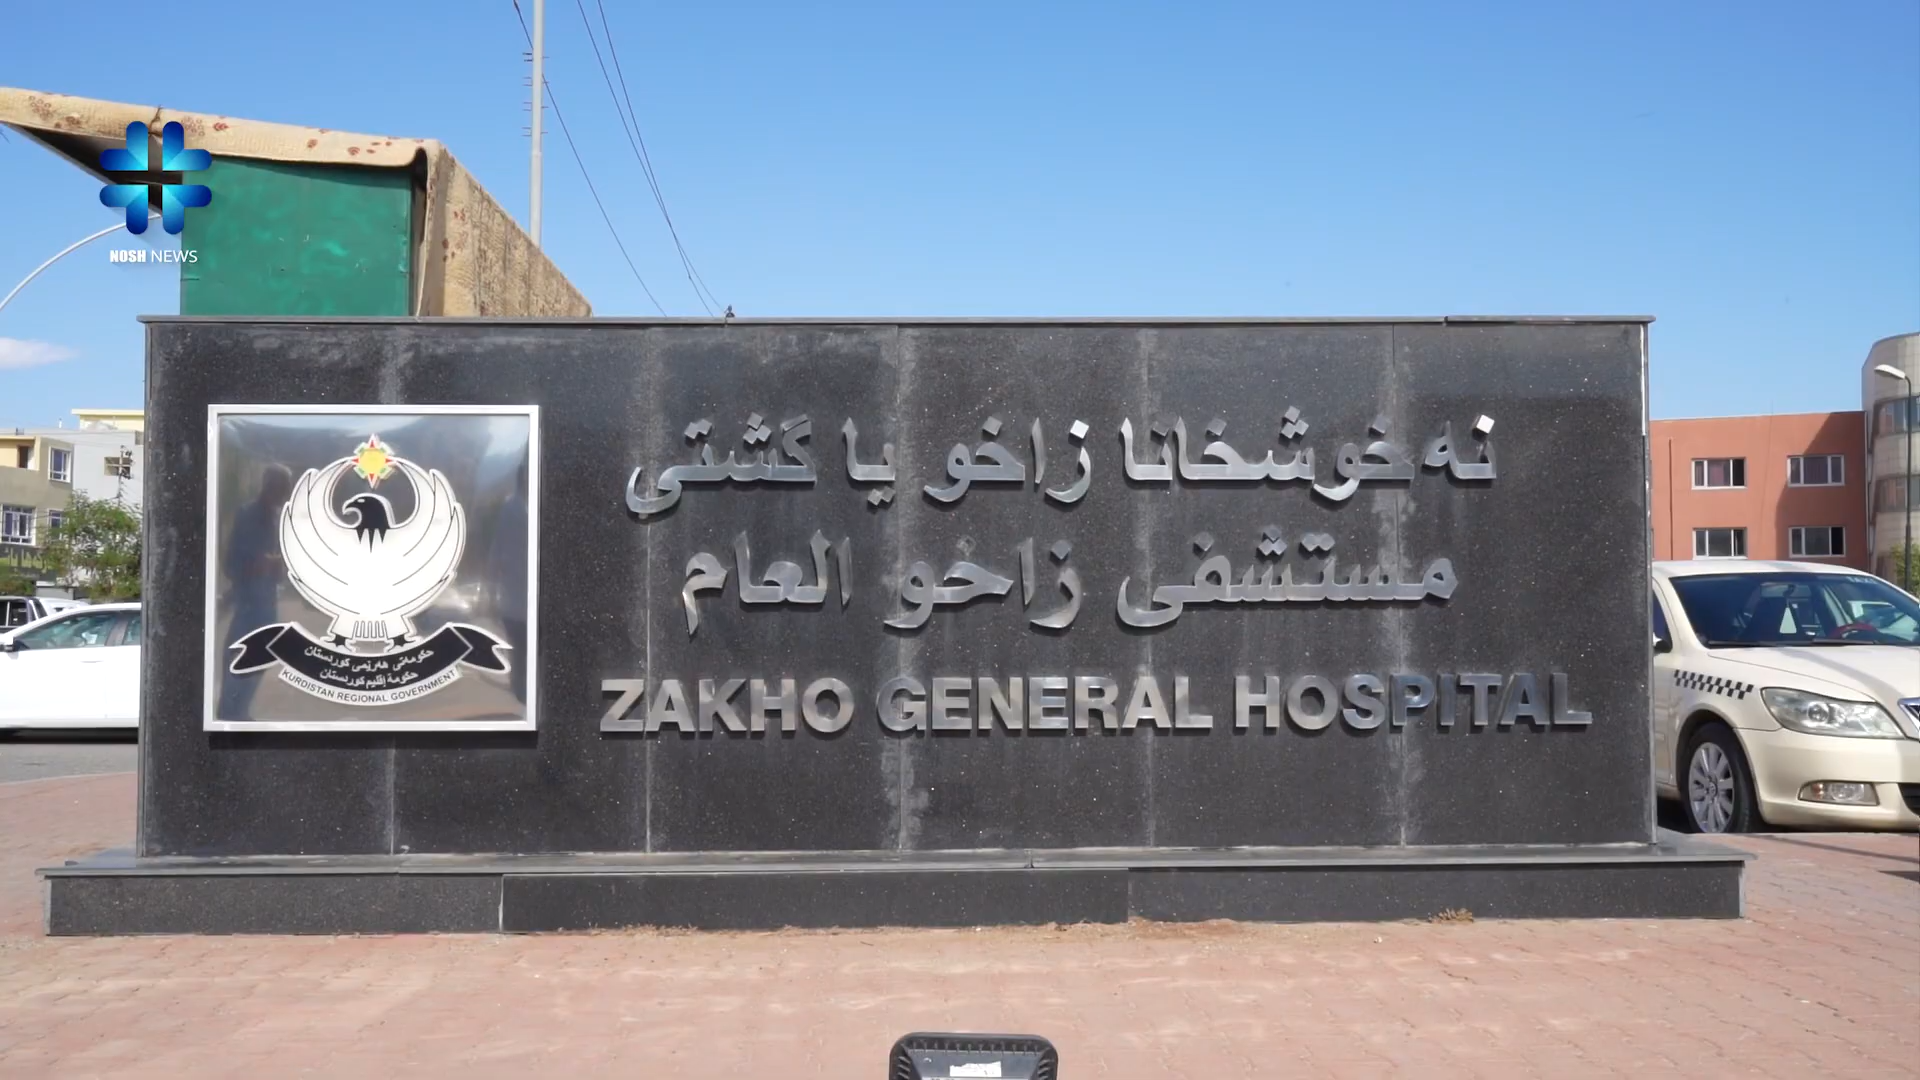 NOSH NEWS
نەخوشخانا زاخو یا گشتی
مستشفى زاخو العام
ZAKHO GENERAL HOSPITAL
حکومەتی هەرێمی کوردستان
حكومة إقليم كوردستان
KURDISTAN REGIONAL GOVERNMENT
TAXI